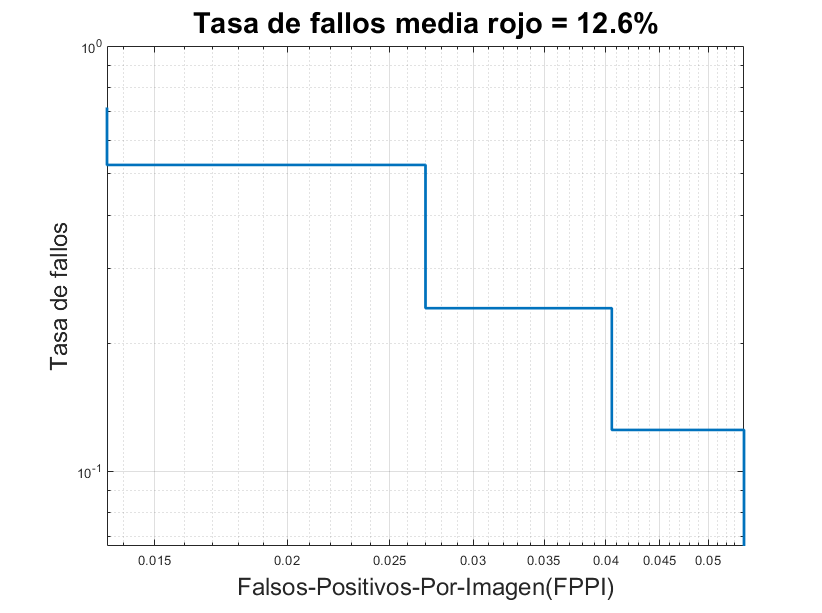 Tasa de fallos media rojo = 12.6%
10^0
10^-1
Tasa de fallos
0.015 0.02 0.025 0.03 0.035 0.04 0.045 0.05
Falsos-Positivos-Por-Imagen(FPPI)